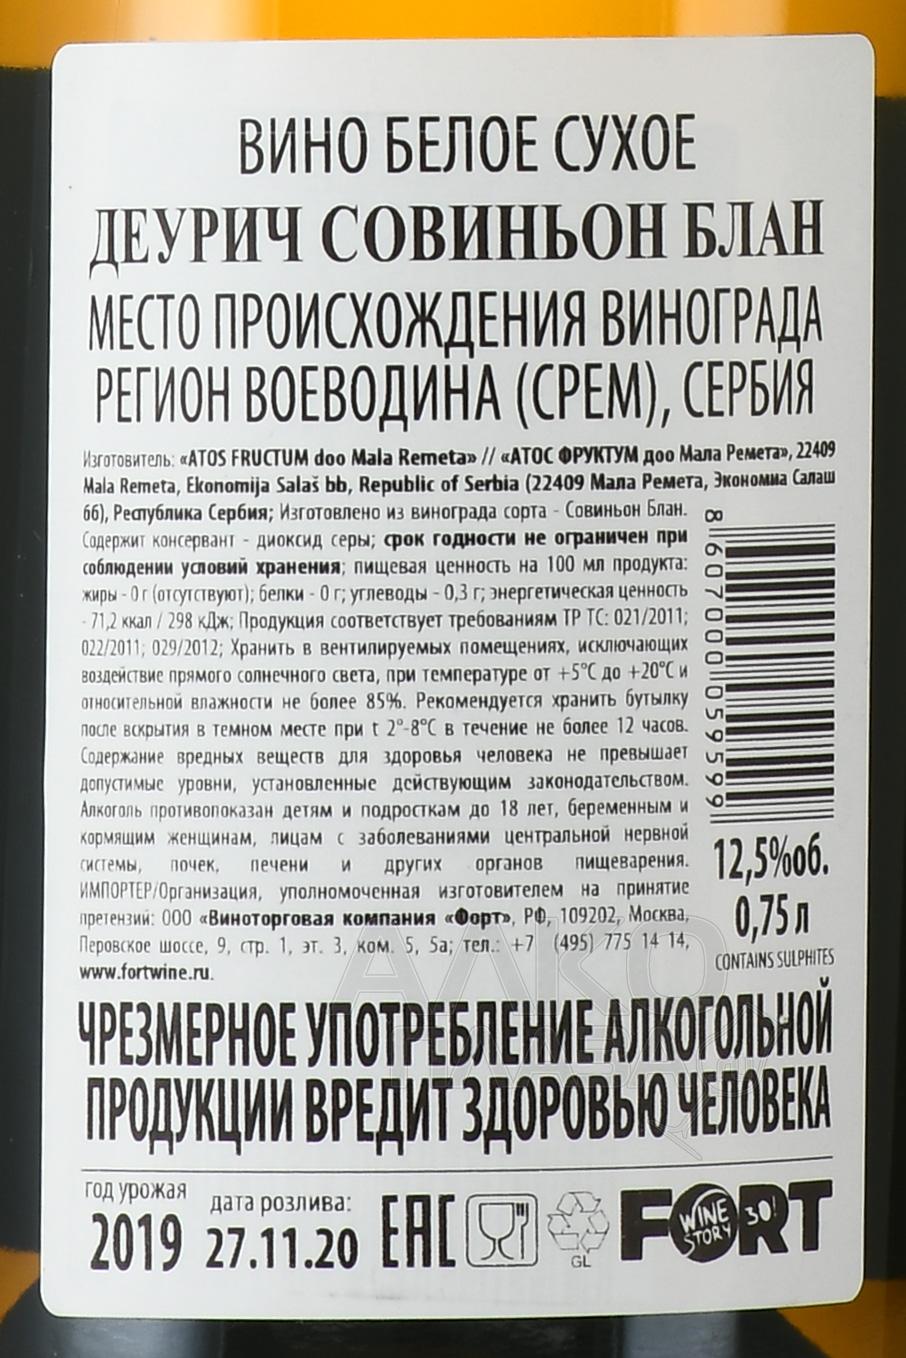 ВИНО БЕЛОЕ СУХОЕ
ДЕУРИЧ СОВИНЬОН БЛАН
МЕСТО ПРОИСХОЖДЕНИЯ ВИНОГРАДА
РЕГИОН ВОЕВОДИНА (СРЕМ), СЕРБИЯ
Изготовитель: «ATOS FRUCTUM doo Mala Remeta» // «АТОС ФРУКТУМ доо Мала Ремета», 22409
Mala Remeta, Ekonomija Salaš bb, Republic of Serbia (22409 Мала Ремета, Экономиа Салаш
бб), Республика Сербия; Изготовлено из винограда сорта - Совиньон Блан.
Содержит консервант - диоксид серы; срок годности не ограничен при
соблюдении условий хранения; пищевая ценность на 100 мл продукта:
жиры - 0 г (отсутствуют); белки - 0 г; углеводы - 0,3 г; энергетическая ценность
- 71,2 ккал / 298 кДж; Продукция соответствует требованиям ТР ТС: 021/2011;
022/2011; 029/2012; Хранить в вентилируемых помещениях, исключающих
воздействие прямого солнечного света, при температуре от +5°С до +20°С и
относительной влажности не более 85%. Рекомендуется хранить бутылку
после вскрытия в темном месте при t 2°-8°С в течение не более 12 часов.
Содержание вредных веществ для здоровья человека не превышает
допустимые уровни, установленные действующим законодательством.
Алкоголь противопоказан детям и подросткам до 18 лет, беременным и
кормящим женщинам, лицам с заболеваниями центральной нервной
системы, почек, печени и других органов пищеварения.
ИМПОРТЕР/Организация, уполномоченная изготовителем на принятие
претензий: ООО «Виноторговая компания «Форт», РФ, 109202, Москва,
Перовское шоссе, 9, стр. 1, эт. 3, ком. 5, 5а; тел.: +7 (495) 775 14 14,
www.fortwine.ru.
8 607000 059599
12,5%об.
0,75 л
CONTAINS SULPHITES
ЧРЕЗМЕРНОЕ УПОТРЕБЛЕНИЕ АЛКОГОЛЬНОЙ
ПРОДУКЦИИ ВРЕДИТ ЗДОРОВЬЮ ЧЕЛОВЕКА
год урожая
2019
дата розлива:
27.11.20
ЕАС
GL
FORT
WINE STORY 30!